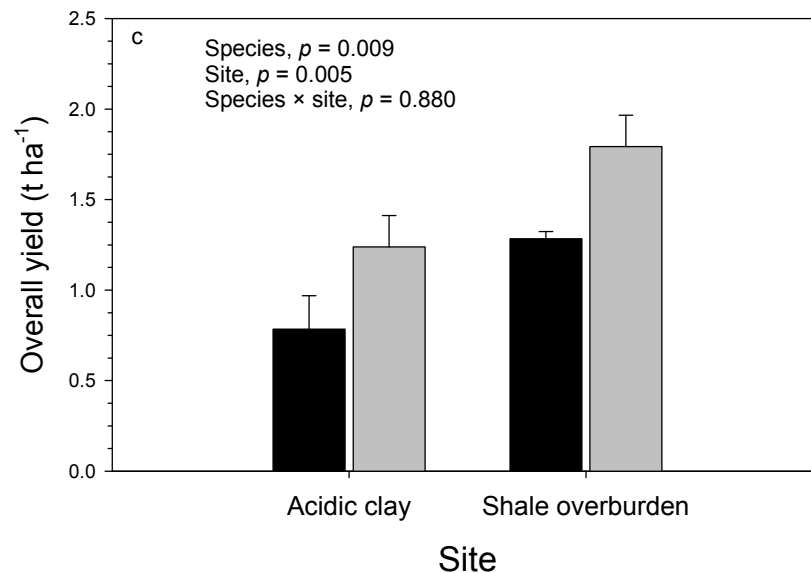 c
Species, p = 0.009
Site, p = 0.005
Species × site, p = 0.880
Overall yield (t ha⁻¹)
2.5
2.0
1.5
1.0
0.5
0.0
Acidic clay
Shale overburden
Site